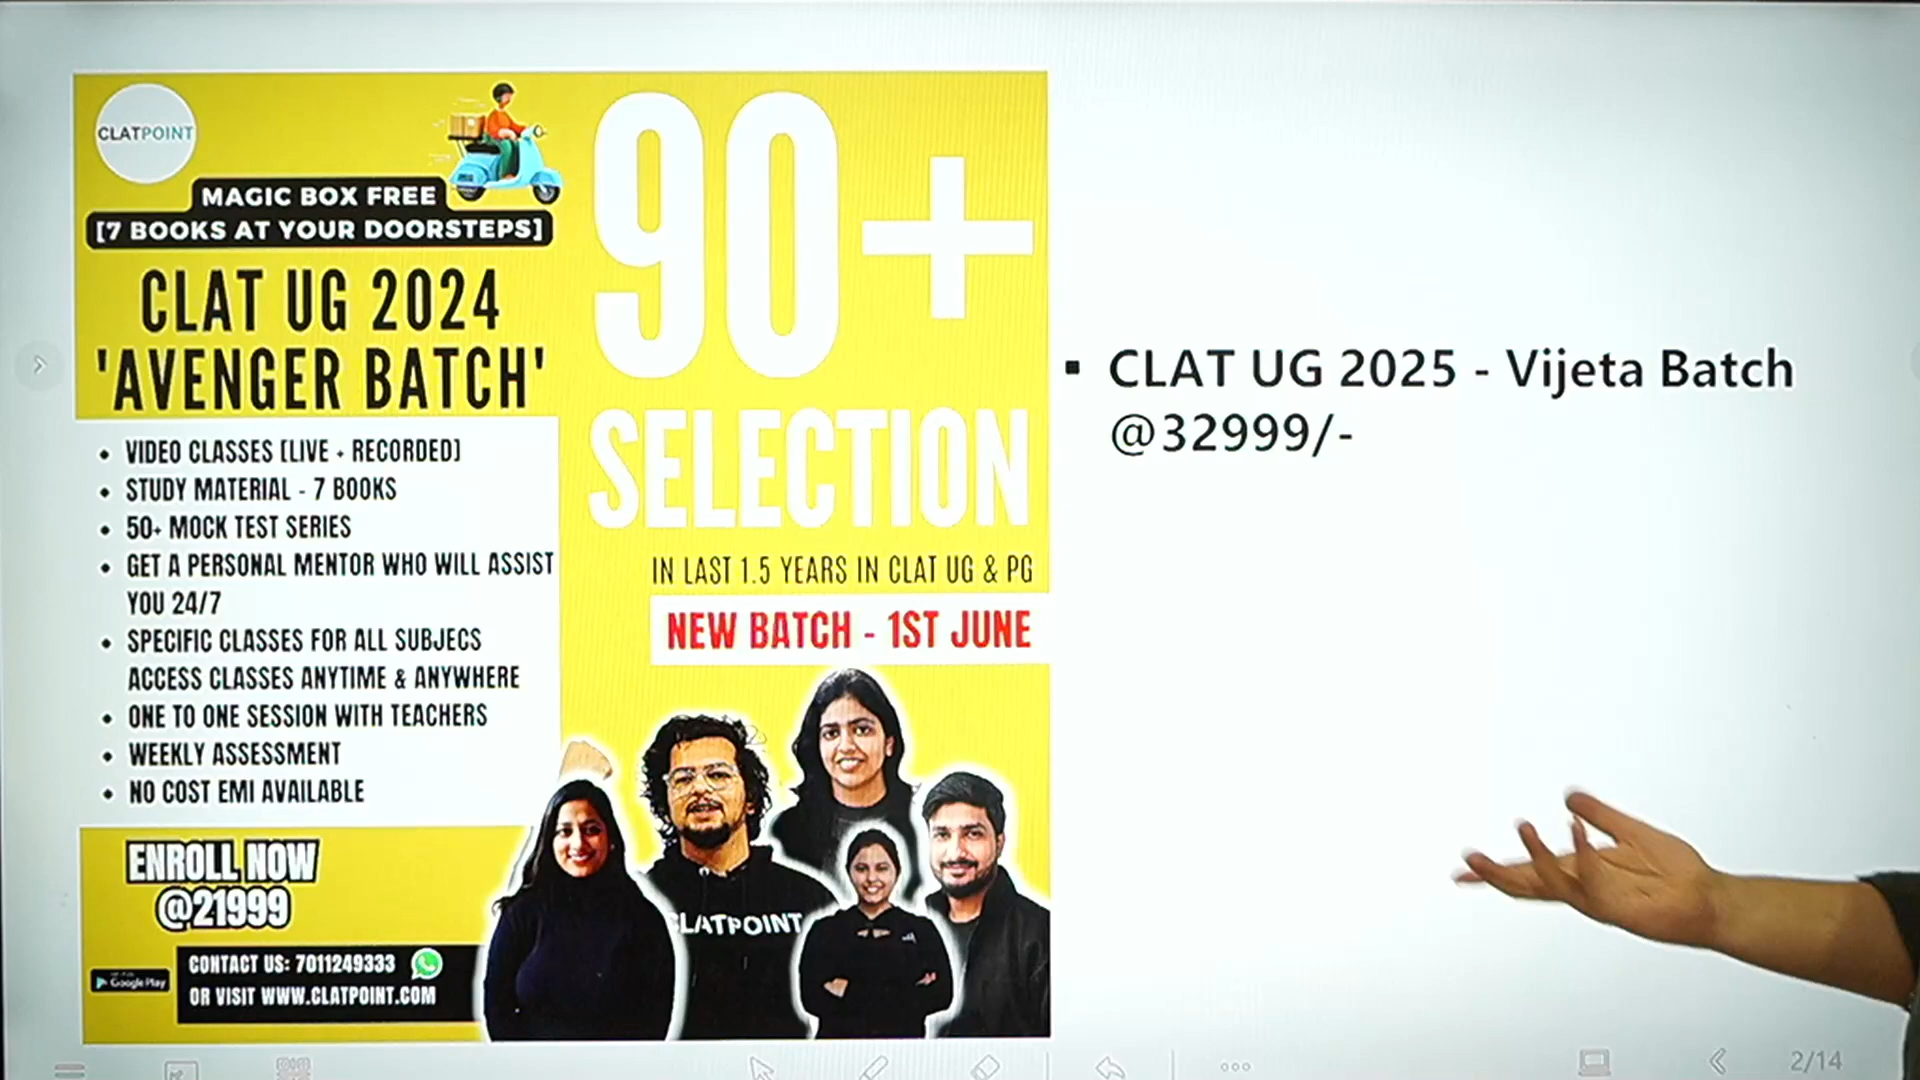 CLATPOINT
MAGIC BOX FREE
[7 BOOKS AT YOUR DOORSTEPS]
CLAT UG 2024
'AVENGER BATCH'
VIDEO CLASSES [LIVE + RECORDED]
STUDY MATERIAL - 7 BOOKS
50+ MOCK TEST SERIES
GET A PERSONAL MENTOR WHO WILL ASSIST
YOU 24/7
SPECIFIC CLASSES FOR ALL SUBJECS
ACCESS CLASSES ANYTIME & ANYWHERE
ONE TO ONE SESSION WITH TEACHERS
WEEKLY ASSESSMENT
NO COST EMI AVAILABLE
ENROLL NOW
@21999
Google Play
CONTACT US: 7011249333
OR VISIT WWW.CLATPOINT.COM
90+
SELECTION
IN LAST 1.5 YEARS IN CLAT UG & PG
NEW BATCH - 1ST JUNE
CLATPOINT
▪ CLAT UG 2025 - Vijeta Batch
@32999/-
2/14